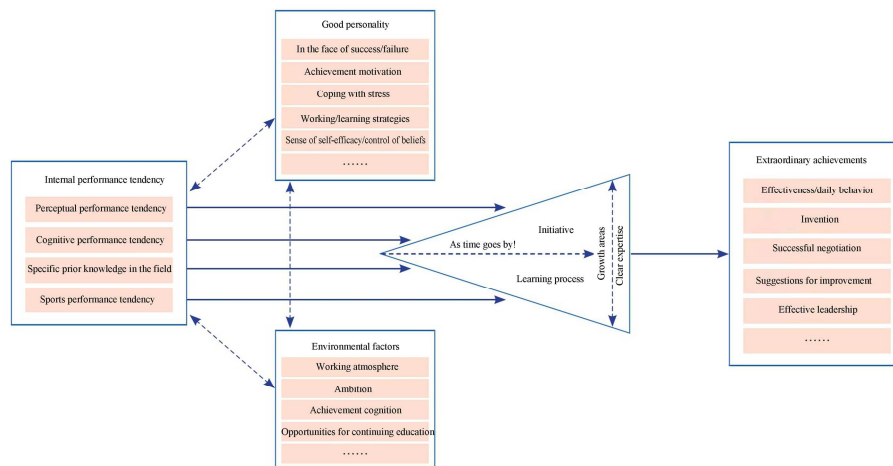 Good personality
In the face of success/failure
Achievement motivation
Coping with stress
Working/learning strategies
Sense of self-efficacy/control of beliefs
······
Internal performance tendency
Perceptual performance tendency
Cognitive performance tendency
Specific prior knowledge in the field
Sports performance tendency
Initiative
As time goes by!
Learning process
Growth areas
Clear expertise
Environmental factors
Working atmosphere
Ambition
Achievement cognition
Opportunities for continuing education
······
Extraordinary achievements
Effectiveness/daily behavior
Invention
Successful negotiation
Suggestions for improvement
Effective leadership
······